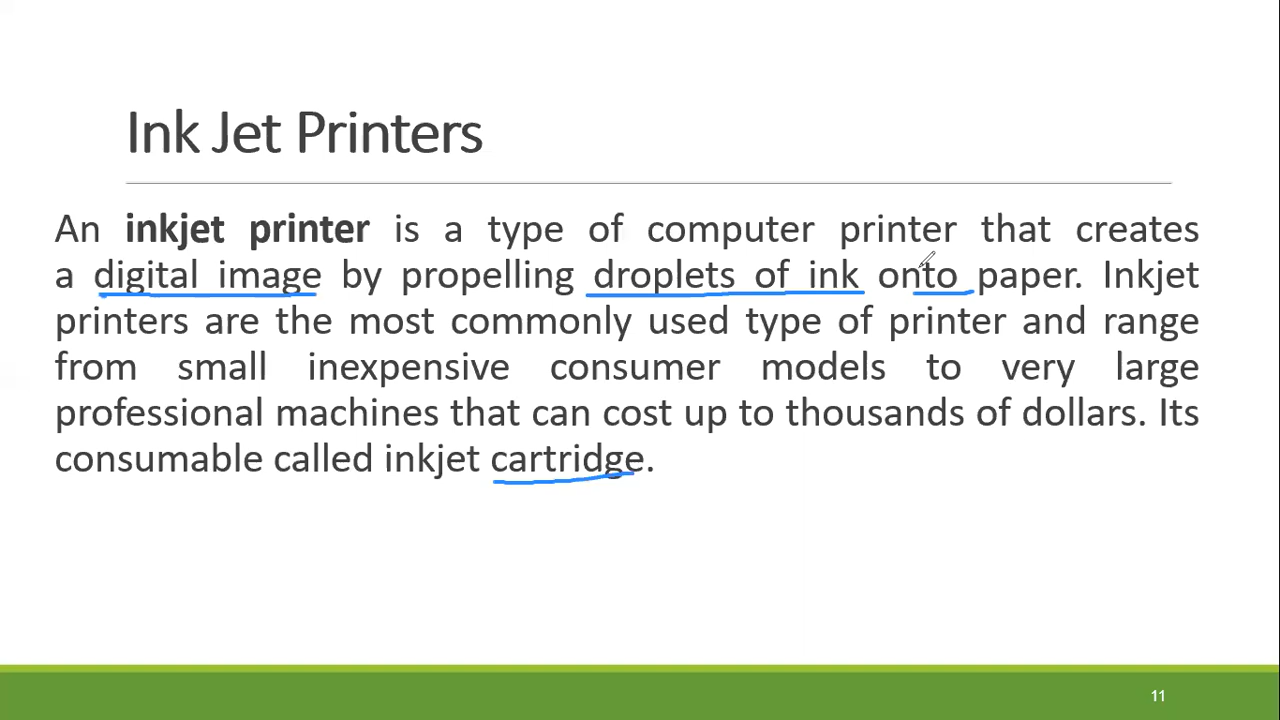 Ink Jet Printers
An inkjet printer is a type of computer printer that creates
a digital image by propelling droplets of ink onto paper. Inkjet
printers are the most commonly used type of printer and range
from small inexpensive consumer models to very large
professional machines that can cost up to thousands of dollars. Its
consumable called inkjet cartridge.
11